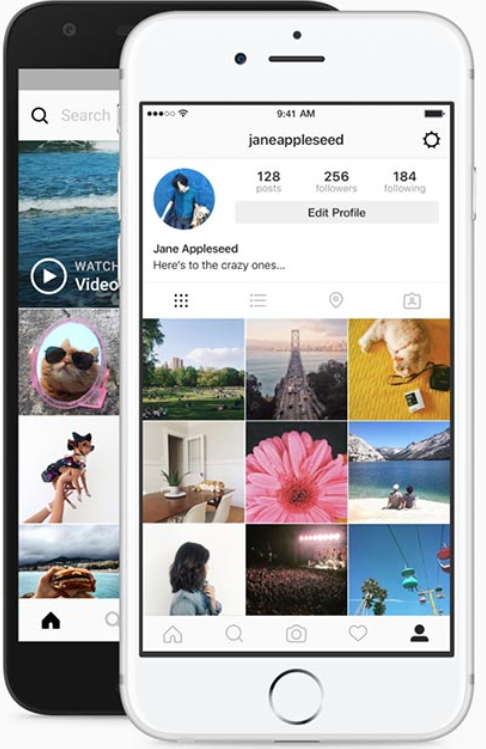 Search
WATCH
Video
9:41 AM
janeappleseed
128 256 184
posts followers following
Edit Profile
Jane Appleseed
Here's to the crazy ones...